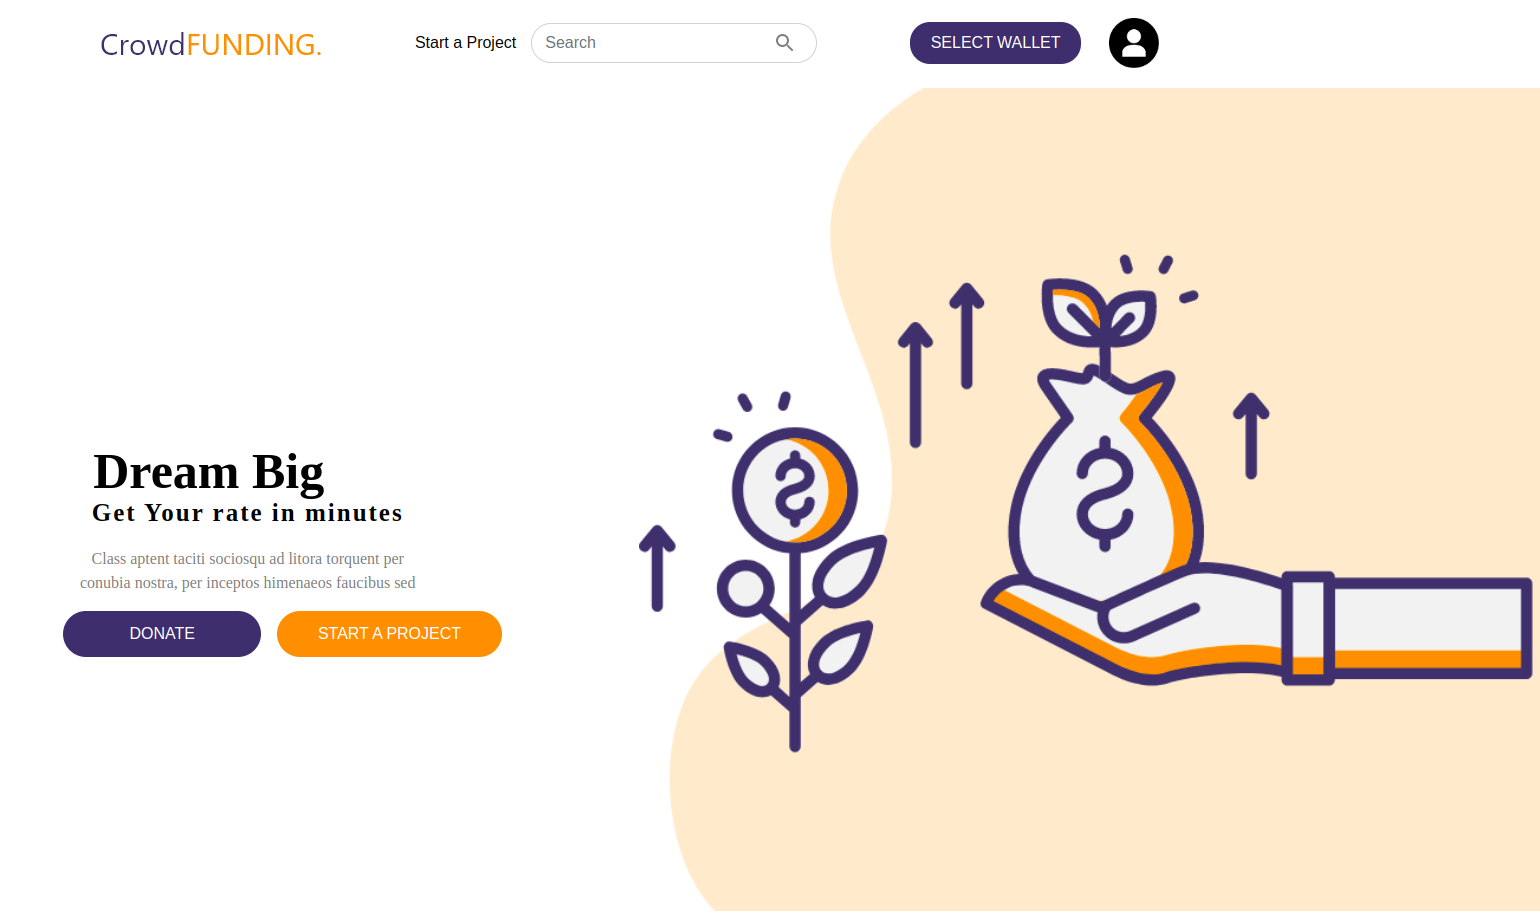 CrowdFUNDING.
Start a Project
Search
SELECT WALLET
Dream Big
Get Your rate in minutes
Class aptent taciti sociosqu ad litora torquent per
conubia nostra, per inceptos himenaeos faucibus sed
DONATE
START A PROJECT